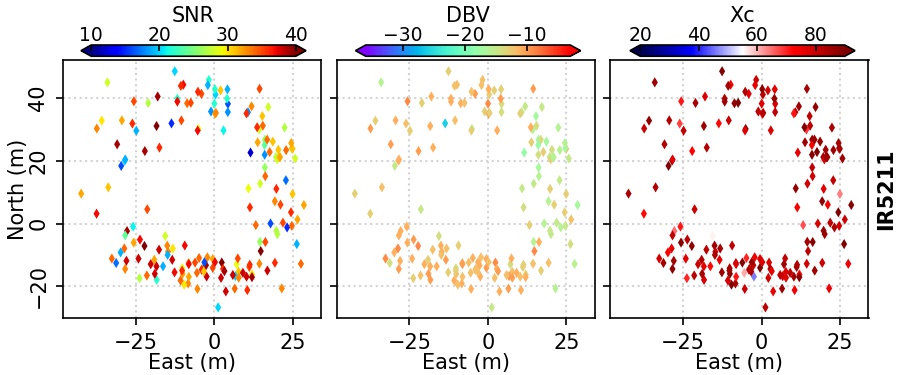 SNR DBV Xc
10 20 30 40 −30 −20 −10 20 40 60 80
40
20
0
−20
North (m)
IR5211
−25 0 25 −25 0 25 −25 0 25
East (m) East (m) East (m)